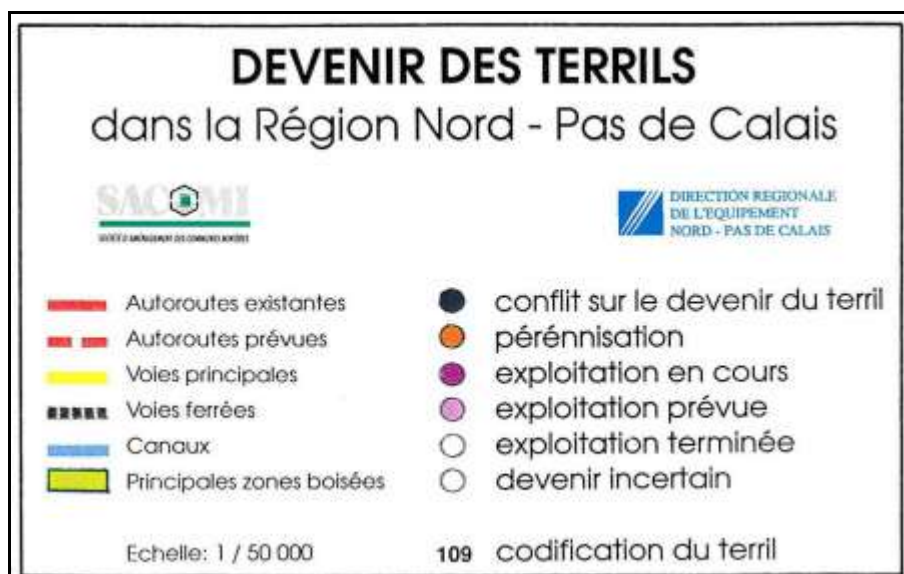 DEVENIR DES TERRILS
dans la Région Nord - Pas de Calais
SACOMI
DIRECTION REGIONALE
DE L'EQUIPEMENT
NORD - PAS DE CALAIS
Autoroutes existantes
Autoroutes prévues
Voies principales
Voies ferrées
Canaux
Principales zones boisées
Echelle: 1 / 50 000
conflit sur le devenir du terril
pérénnisation
exploitation en cours
exploitation prévue
exploitation terminée
devenir incertain
109 codification du terril